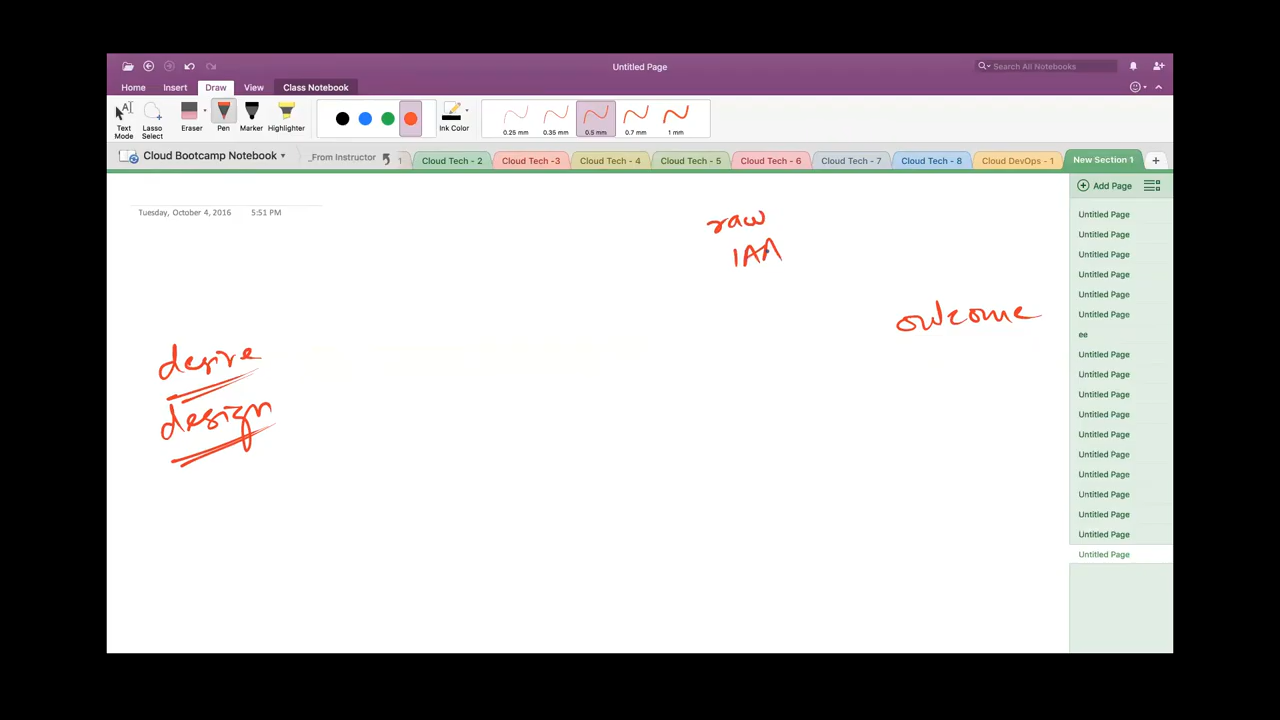 Untitled Page
Search All Notebooks
Home Insert Draw View Class Notebook
Text Mode
Lasso Select
Eraser
Pen
Marker
Highlighter
Ink Color
0.25 mm 0.35 mm 0.5 mm 0.7 mm 1 mm
Cloud Bootcamp Notebook
_From Instructor
1
Cloud Tech - 2
Cloud Tech -3
Cloud Tech - 4
Cloud Tech - 5
Cloud Tech - 6
Cloud Tech - 7
Cloud Tech - 8
Cloud DevOps - 1
New Section 1
Add Page
Tuesday, October 4, 2016 5:51 PM
raw
IAA
outcome
desire
design
Untitled Page
Untitled Page
Untitled Page
Untitled Page
Untitled Page
Untitled Page
ee
Untitled Page
Untitled Page
Untitled Page
Untitled Page
Untitled Page
Untitled Page
Untitled Page
Untitled Page
Untitled Page
Untitled Page
Untitled Page